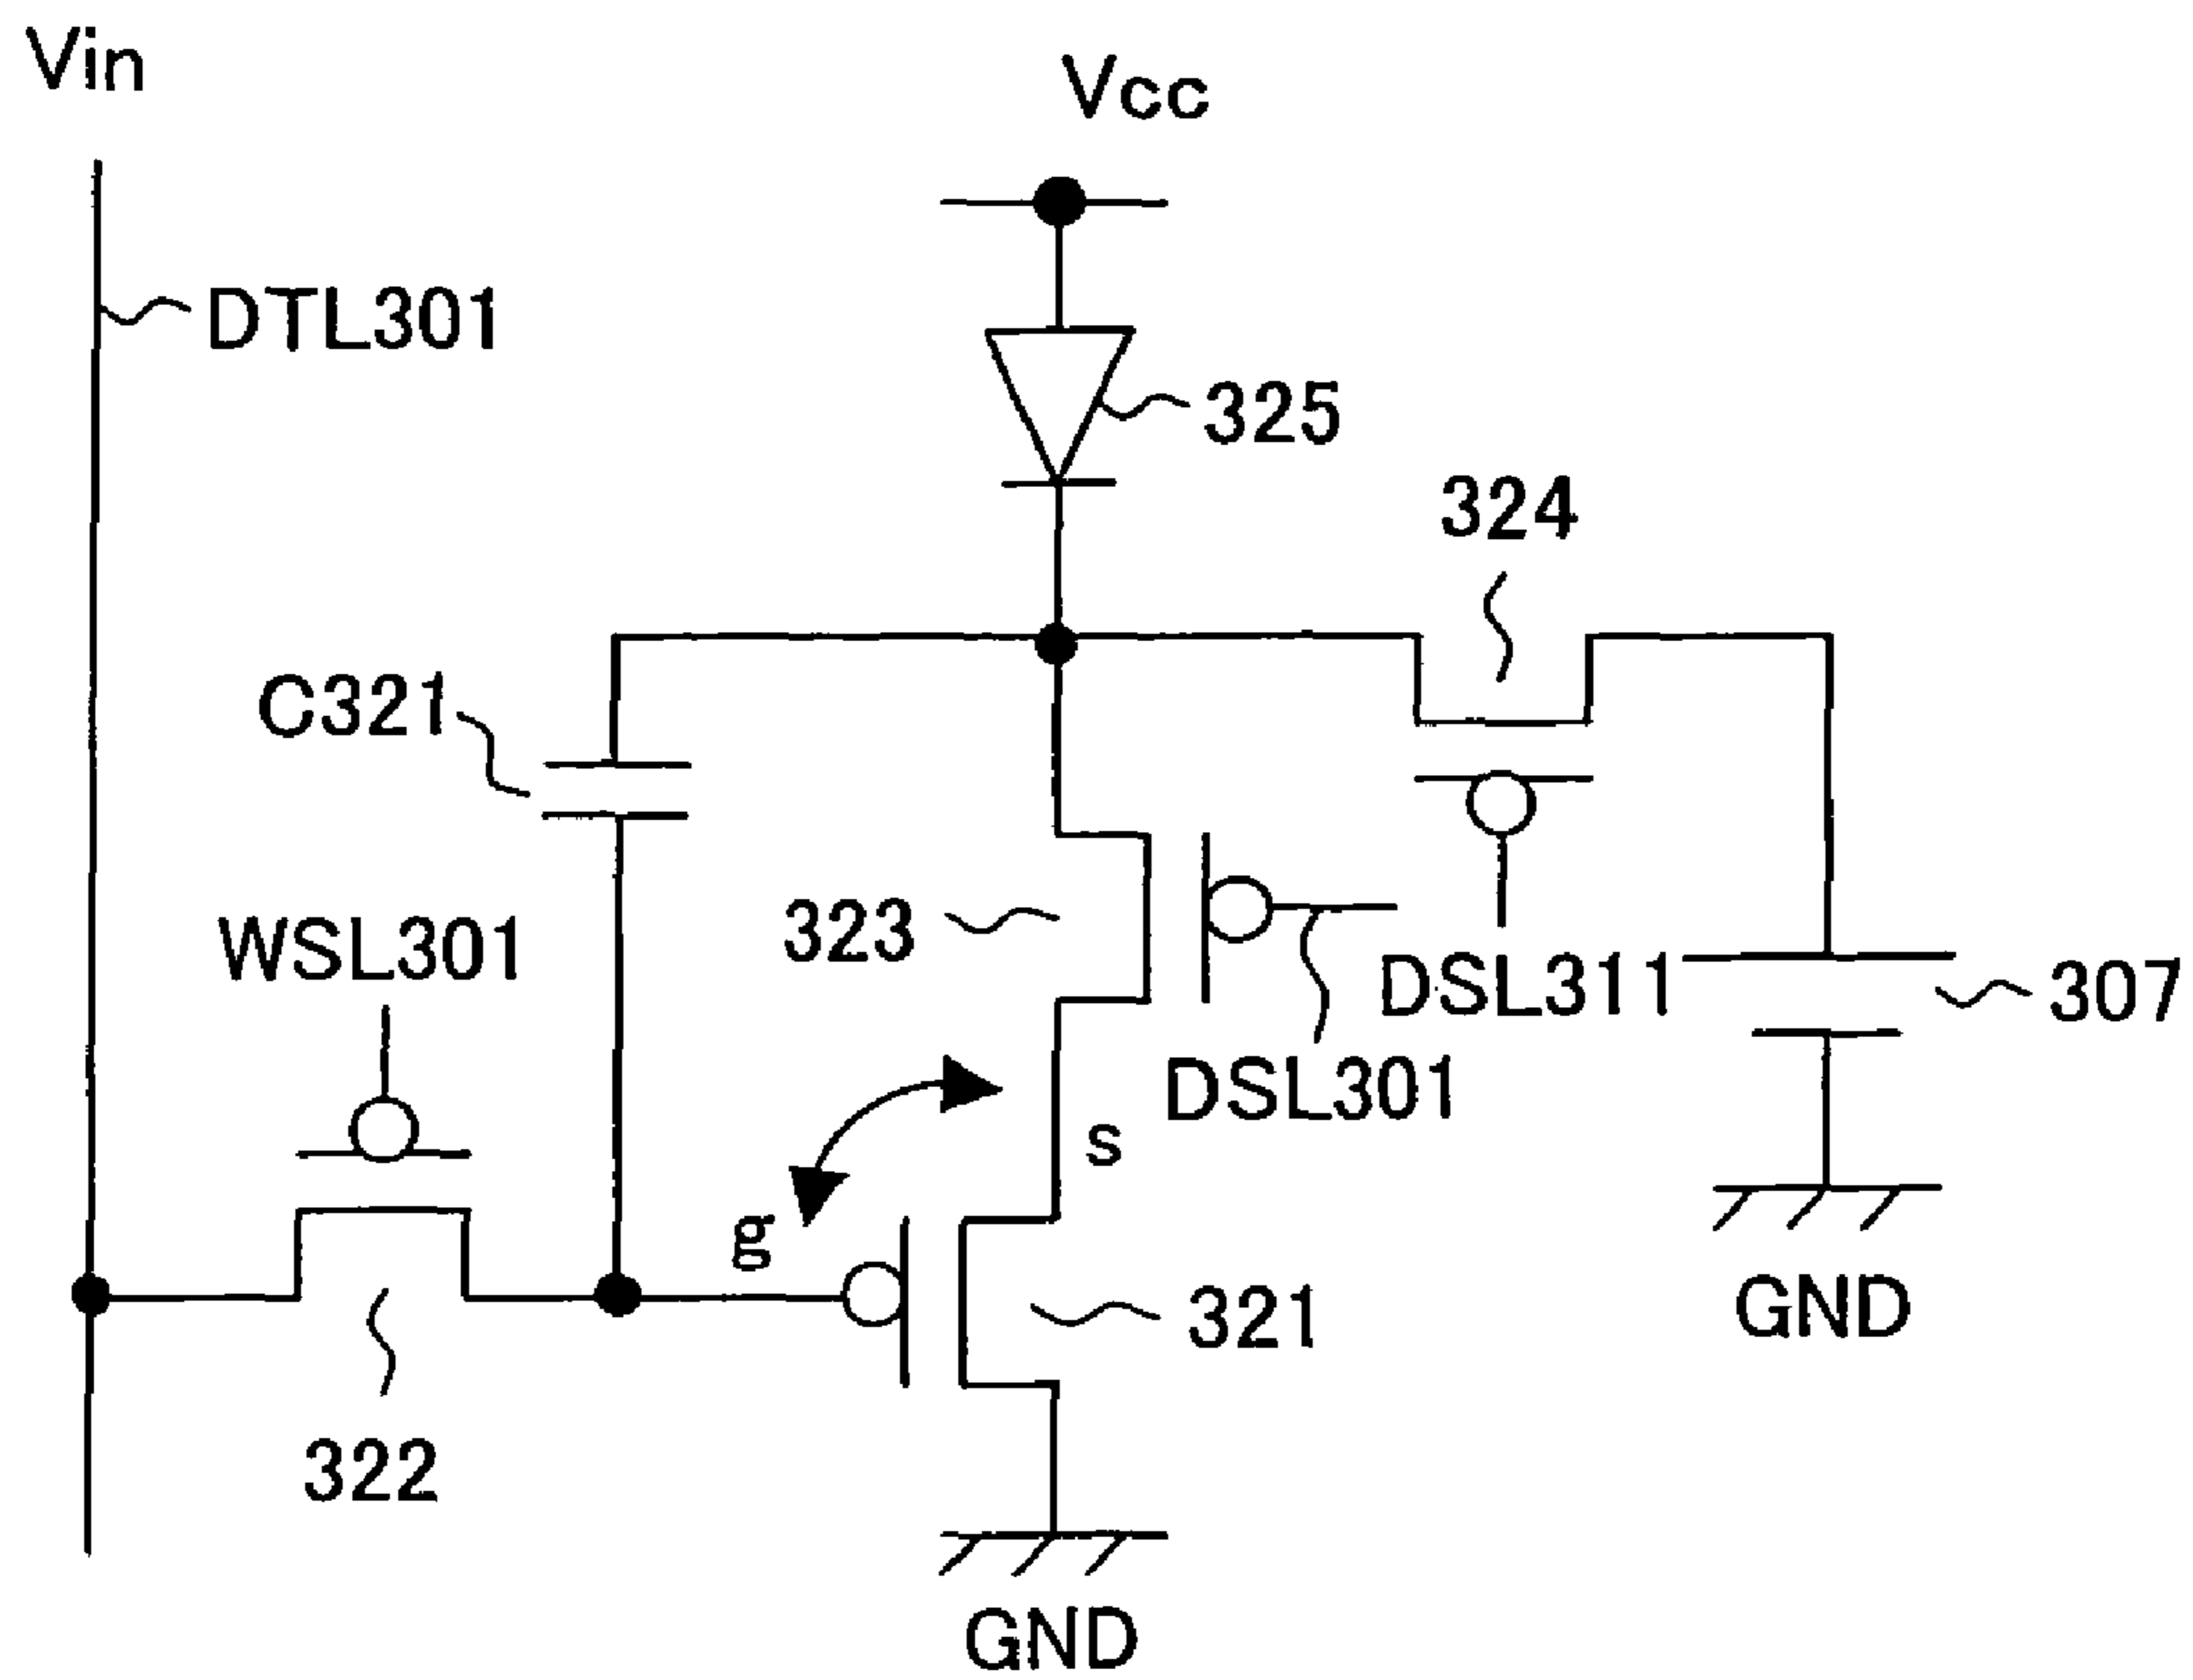 Vin
Vcc
DTL301
325
324
C321
323
WSL301
DSL311
307
DSL301
s
g
321
GND
322
GND